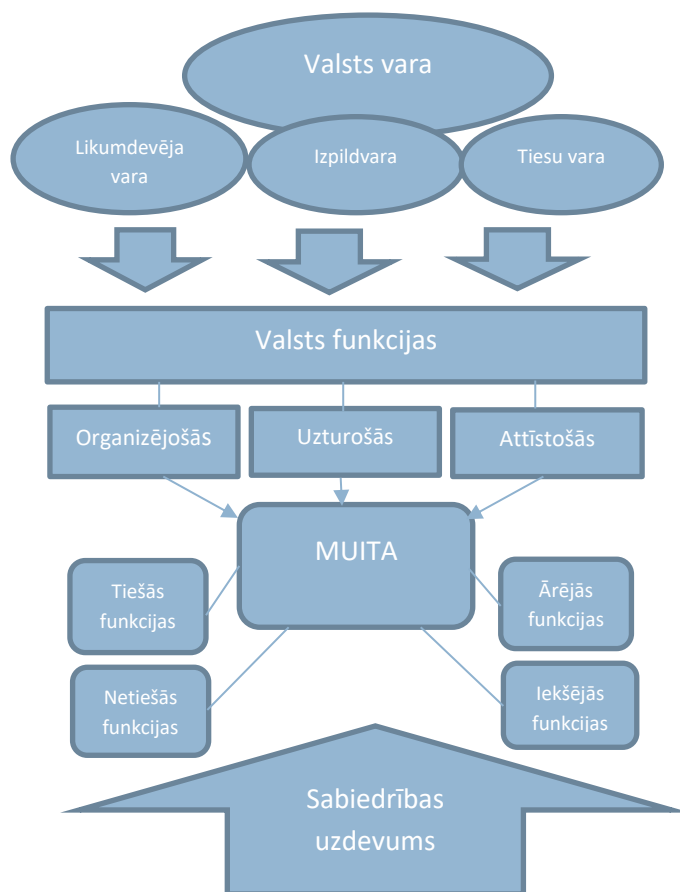 Valsts vara
Likumdevēja
vara
Izpildvara
Tiesu vara
Valsts funkcijas
Organizējošās
Uzturošās
Attīstošās
MUITA
Tiešās
funkcijas
Ārējās
funkcijas
Netiešās
funkcijas
Iekšējās
funkcijas
Sabiedrības
uzdevums